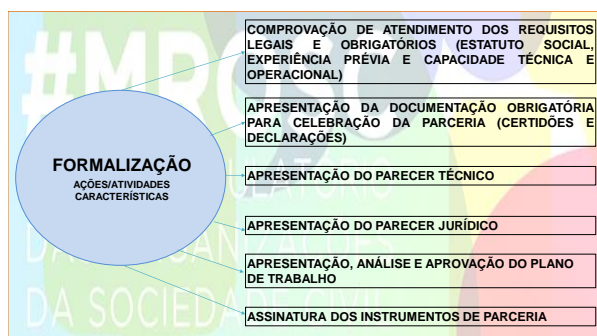 #MROSC
COMPROVAÇÃO DE ATENDIMENTO DOS REQUISITOS
LEGAIS E OBRIGATÓRIOS (ESTATUTO SOCIAL,
EXPERIÊNCIA PRÉVIA E CAPACIDADE TÉCNICA E
OPERACIONAL)
APRESENTAÇÃO DA DOCUMENTAÇÃO OBRIGATÓRIA
PARA CELEBRAÇÃO DA PARCERIA (CERTIDÕES E
DECLARAÇÕES)
FORMALIZAÇÃO
AÇÕES/ATIVIDADES
CARACTERÍSTICAS
APRESENTAÇÃO DO PARECER TÉCNICO
APRESENTAÇÃO DO PARECER JURÍDICO
APRESENTAÇÃO, ANÁLISE E APROVAÇÃO DO PLANO
DE TRABALHO
DA SOCIEDADE CIVIL
ASSINATURA DOS INSTRUMENTOS DE PARCERIA